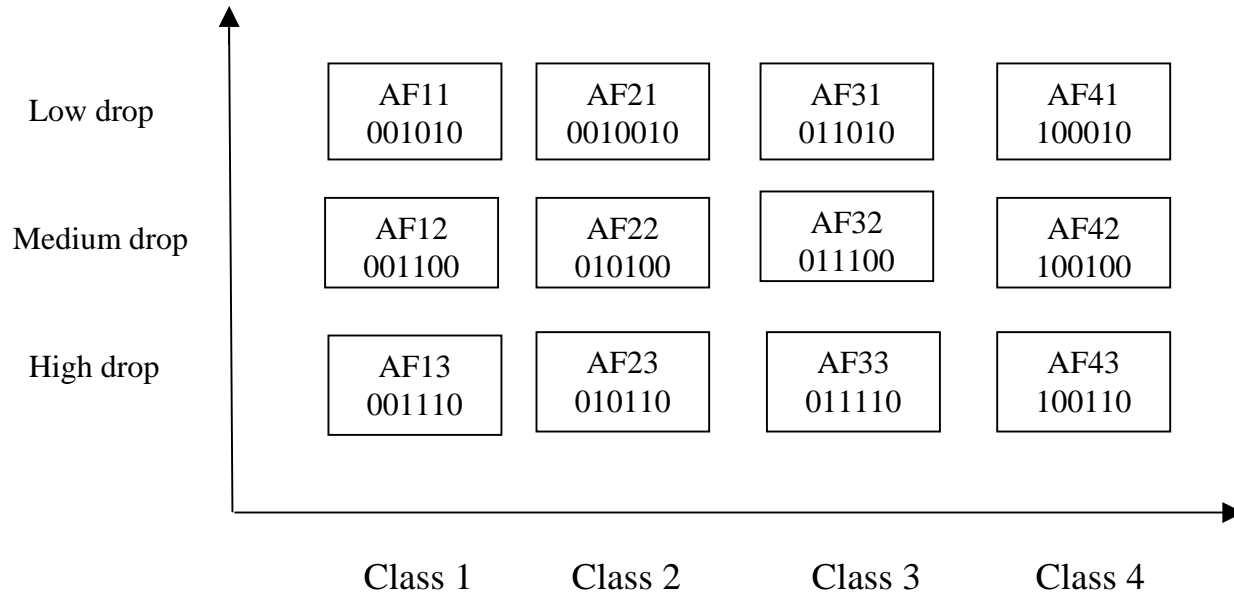 Low drop
AF11
001010
AF21
0010010
AF31
011010
AF41
100010
Medium drop
AF12
001100
AF22
010100
AF32
011100
AF42
100100
High drop
AF13
001110
AF23
010110
AF33
011110
AF43
100110
Class 1
Class 2
Class 3
Class 4